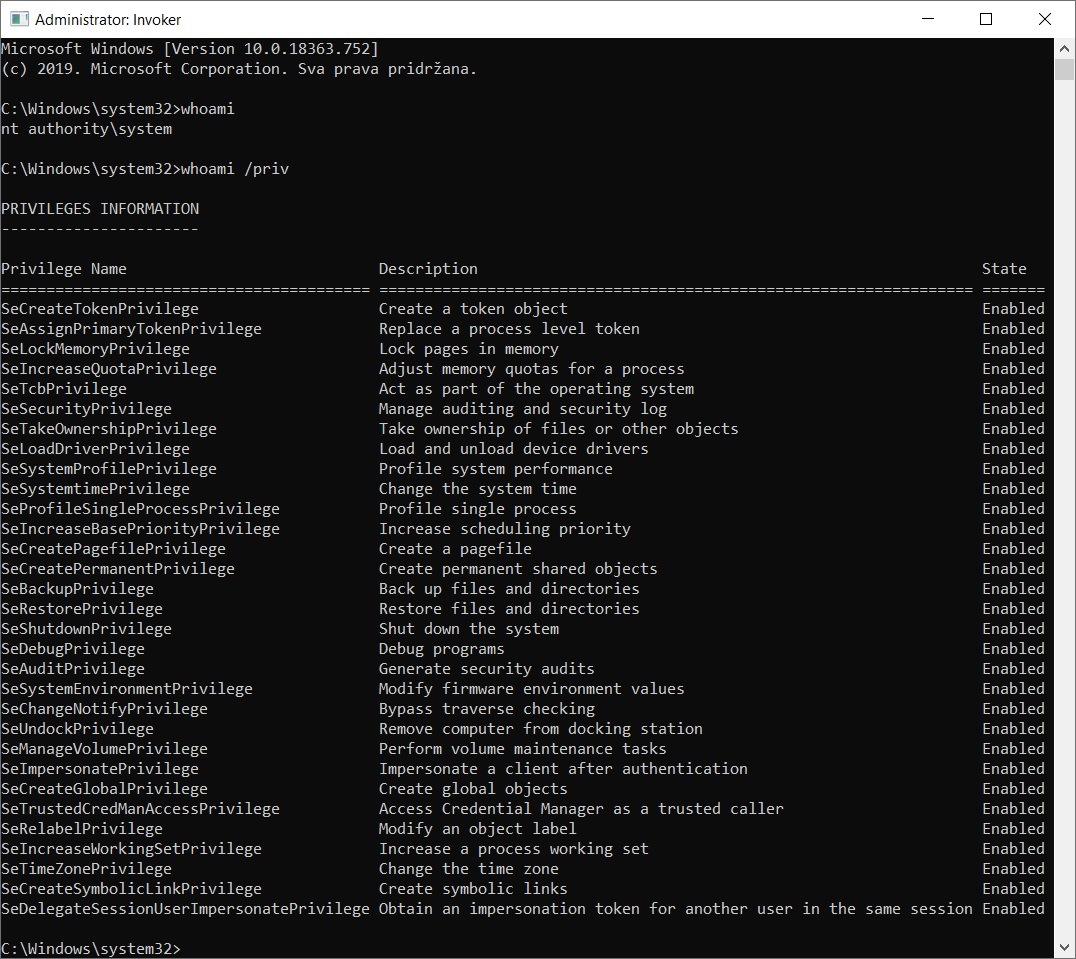 Administrator: Invoker
Microsoft Windows [Version 10.0.18363.752]
(c) 2019. Microsoft Corporation. Sva prava pridržana.
C:\Windows\system32>whoami
nt authority\system
C:\Windows\system32>whoami /priv
PRIVILEGES INFORMATION
----------------------
Privilege Name                            Description                                                        State
========================================= ================================================================== =======
SeCreateTokenPrivilege                    Create a token object                                              Enabled
SeAssignPrimaryTokenPrivilege             Replace a process level token                                      Enabled
SeLockMemoryPrivilege                     Lock pages in memory                                               Enabled
SeIncreaseQuotaPrivilege                  Adjust memory quotas for a process                                 Enabled
SeTcbPrivilege                            Act as part of the operating system                                Enabled
SeSecurityPrivilege                       Manage auditing and security log                                   Enabled
SeTakeOwnershipPrivilege                  Take ownership of files or other objects                           Enabled
SeLoadDriverPrivilege                     Load and unload device drivers                                     Enabled
SeSystemProfilePrivilege                  Profile system performance                                         Enabled
SeSystemtimePrivilege                     Change the system time                                             Enabled
SeProfileSingleProcessPrivilege           Profile single process                                             Enabled
SeIncreaseBasePriorityPrivilege           Increase scheduling priority                                       Enabled
SeCreatePagefilePrivilege                 Create a pagefile                                                  Enabled
SeCreatePermanentPrivilege                Create permanent shared objects                                    Enabled
SeBackupPrivilege                         Back up files and directories                                      Enabled
SeRestorePrivilege                        Restore files and directories                                      Enabled
SeShutdownPrivilege                       Shut down the system                                               Enabled
SeDebugPrivilege                          Debug programs                                                     Enabled
SeAuditPrivilege                          Generate security audits                                           Enabled
SeSystemEnvironmentPrivilege              Modify firmware environment values                                 Enabled
SeChangeNotifyPrivilege                   Bypass traverse checking                                           Enabled
SeUndockPrivilege                         Remove computer from docking station                               Enabled
SeManageVolumePrivilege                   Perform volume maintenance tasks                                   Enabled
SeImpersonatePrivilege                    Impersonate a client after authentication                          Enabled
SeCreateGlobalPrivilege                   Create global objects                                              Enabled
SeTrustedCredManAccessPrivilege           Access Credential Manager as a trusted caller                      Enabled
SeRelabelPrivilege                        Modify an object label                                             Enabled
SeIncreaseWorkingSetPrivilege             Increase a process working set                                     Enabled
SeTimeZonePrivilege                       Change the time zone                                               Enabled
SeCreateSymbolicLinkPrivilege             Create symbolic links                                              Enabled
SeDelegateSessionUserImpersonatePrivilege Obtain an impersonation token for another user in the same session Enabled
C:\Windows\system32>